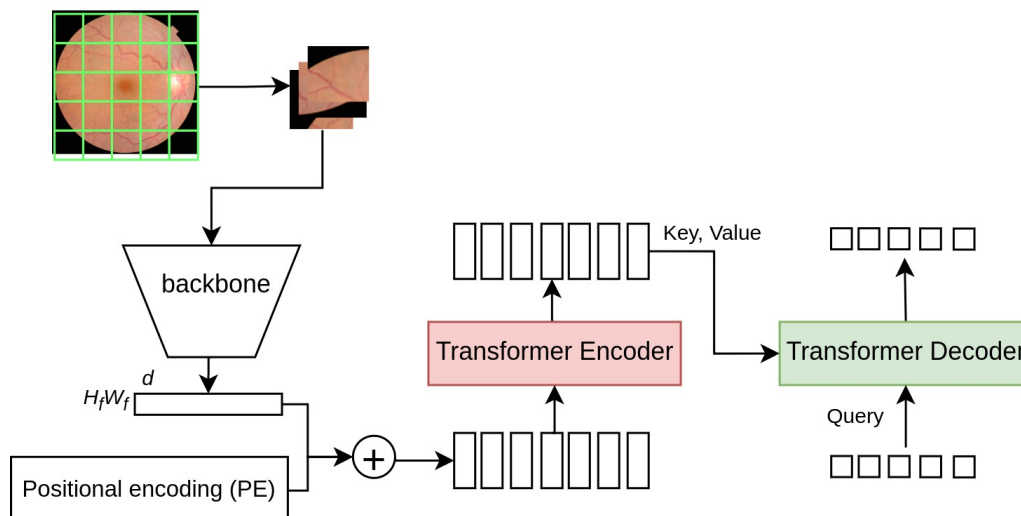 backbone
d
HfWf
Positional encoding (PE)
+
Transformer Encoder
Key, Value
Transformer Decoder
Query